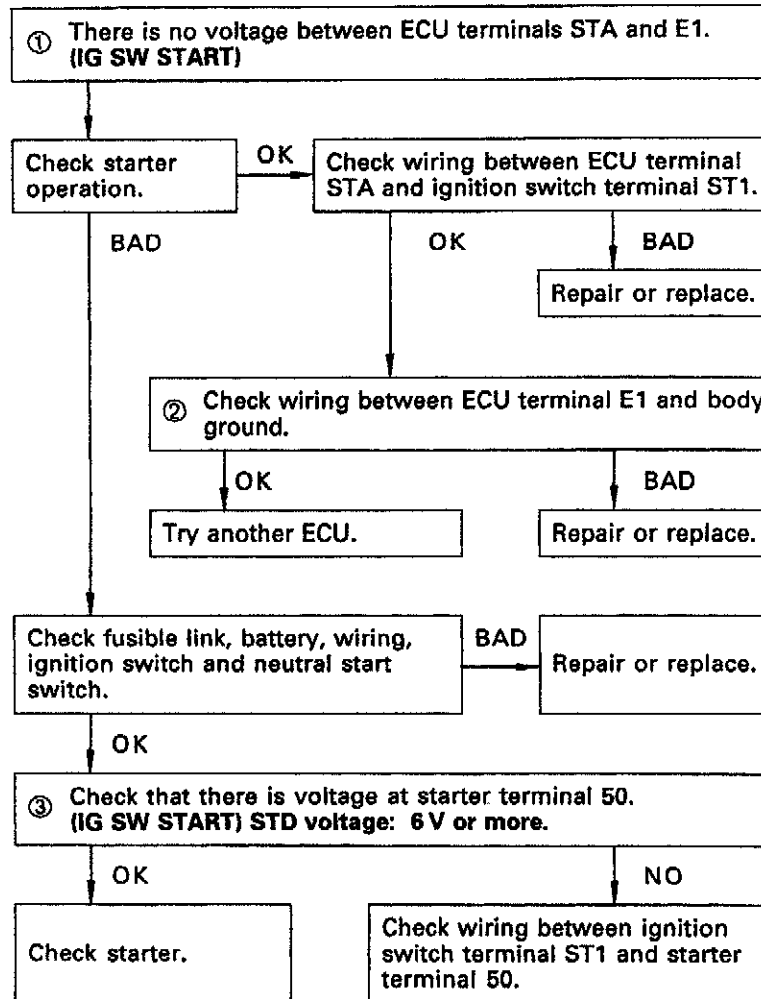 ① There is no voltage between ECU terminals STA and E1.
(IG SW START)
Check starter
operation.
OK
Check wiring between ECU terminal
STA and ignition switch terminal ST1.
BAD
OK
BAD
Repair or replace.
② Check wiring between ECU terminal E1 and body
ground.
OK
BAD
Try another ECU.
Repair or replace.
Check fusible link, battery, wiring,
ignition switch and neutral start
switch.
BAD
Repair or replace.
OK
③ Check that there is voltage at starter terminal 50.
(IG SW START) STD voltage: 6 V or more.
OK
NO
Check starter.
Check wiring between ignition
switch terminal ST1 and starter
terminal 50.